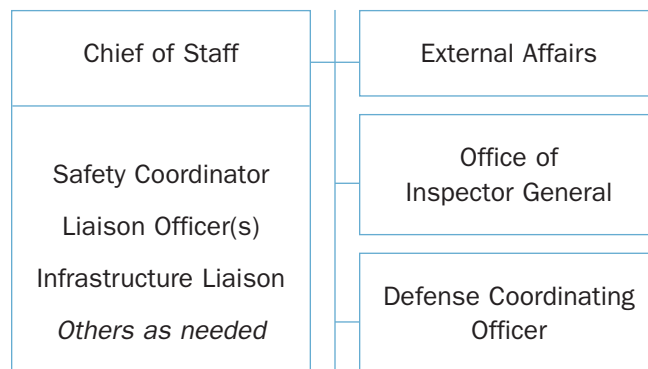 Chief of Staff
Safety Coordinator
Liaison Officer(s)
Infrastructure Liaison
Others as needed
External Affairs
Office of
Inspector General
Defense Coordinating
Officer